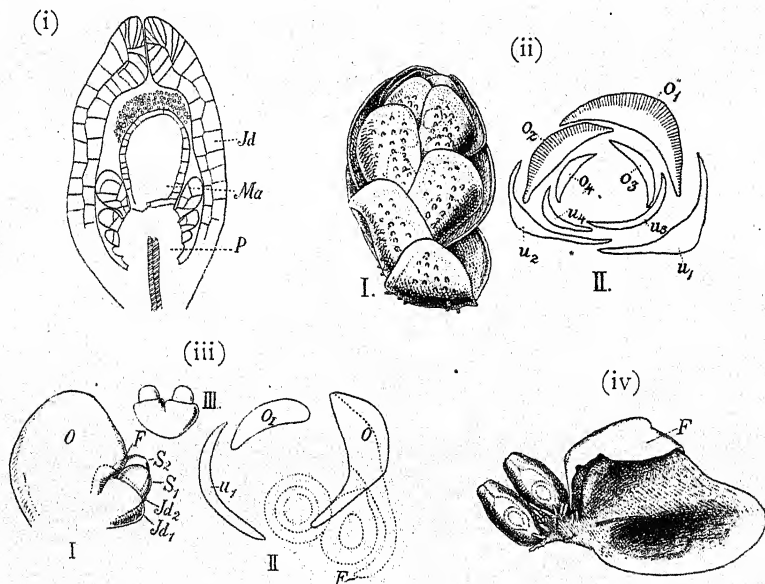 (i)
Jd
Ma
P
(ii)
I.
O1
O2
O3
O4
u4
u3
u2
u1
II.
(iii)
O
III.
F
S2
S1
Jd2
Jd1
I
O1
u1
O
II
F
(iv)
F